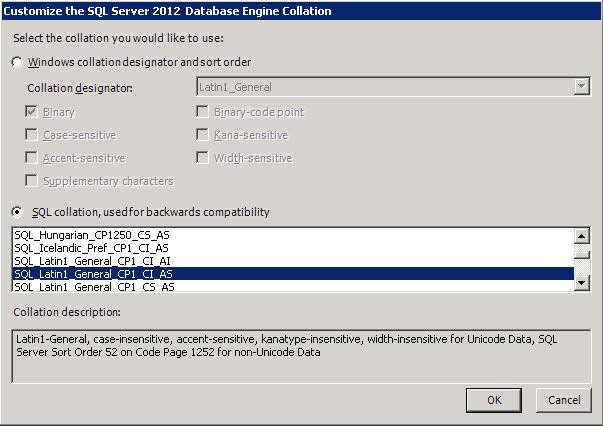 Customize the SQL Server 2012 Database Engine Collation
Select the collation you would like to use:
Windows collation designator and sort order
Collation designator: Latin1_General
Binary Binary-code point
Case-sensitive Kana-sensitive
Accent-sensitive Width-sensitive
Supplementary characters
SQL collation, used for backwards compatibility
SQL_Hungarian_CP1250_CS_AS
SQL_Icelandic_Pref_CP1_CI_AS
SQL_Latin1_General_CP1_CI_AI
SQL_Latin1_General_CP1_CI_AS
SQL_Latin1_General_CP1_CS_AS
Collation description:
Latin1-General, case-insensitive, accent-sensitive, kanatype-insensitive, width-insensitive for Unicode Data, SQL
Server Sort Order 52 on Code Page 1252 for non-Unicode Data
OK Cancel